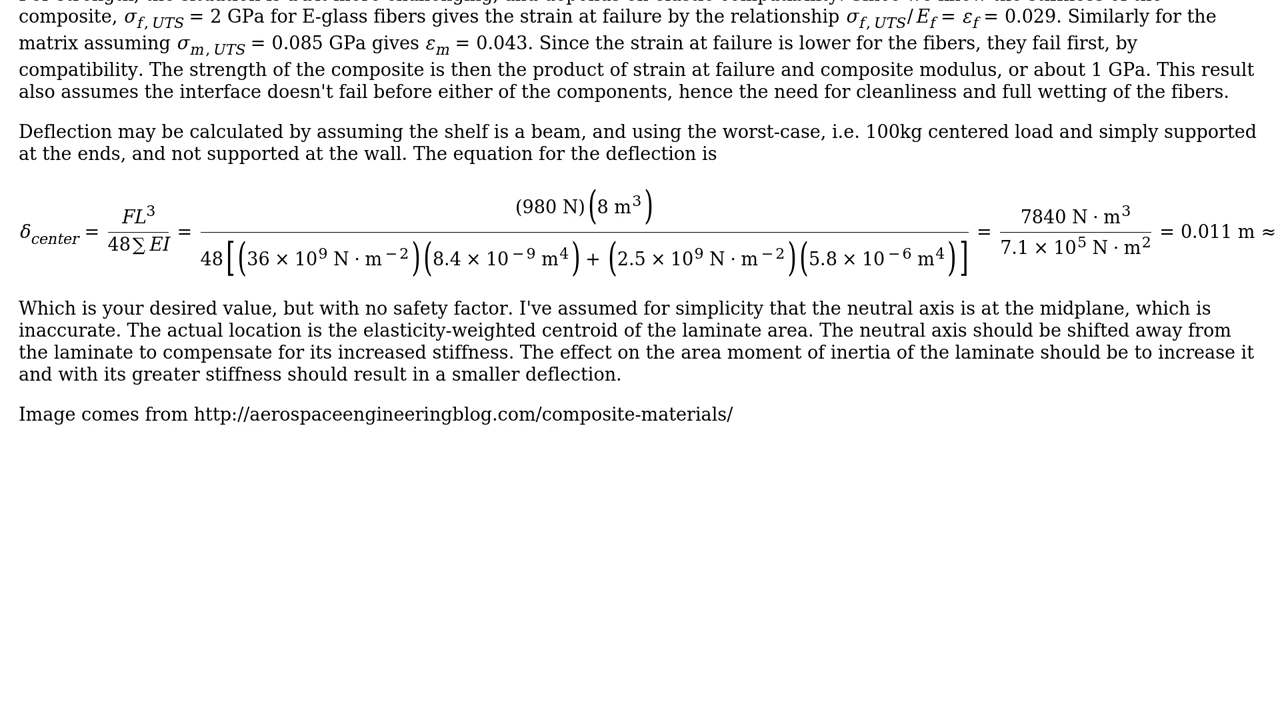 composite, σ_{f,UTS} = 2 GPa for E-glass fibers gives the strain at failure by the relationship σ_{f,UTS}/E_f = ε_f = 0.029. Similarly for the
matrix assuming σ_{m,UTS} = 0.085 GPa gives ε_m = 0.043. Since the strain at failure is lower for the fibers, they fail first, by
compatibility. The strength of the composite is then the product of strain at failure and composite modulus, or about 1 GPa. This result
also assumes the interface doesn't fail before either of the components, hence the need for cleanliness and full wetting of the fibers.
Deflection may be calculated by assuming the shelf is a beam, and using the worst-case, i.e. 100kg centered load and simply supported
at the ends, and not supported at the wall. The equation for the deflection is
δ_{center} = FL³ / 48∑EI = (980 N)(8 m³) / 48[(36 × 10⁹ N · m⁻²)(8.4 × 10⁻⁹ m⁴) + (2.5 × 10⁹ N · m⁻²)(5.8 × 10⁻⁶ m⁴)] = 7840 N · m³ / 7.1 × 10⁵ N · m² = 0.011 m ≈
Which is your desired value, but with no safety factor. I've assumed for simplicity that the neutral axis is at the midplane, which is
inaccurate. The actual location is the elasticity-weighted centroid of the laminate area. The neutral axis should be shifted away from
the laminate to compensate for its increased stiffness. The effect on the area moment of inertia of the laminate should be to increase it
and with its greater stiffness should result in a smaller deflection.
Image comes from http://aerospaceengineeringblog.com/composite-materials/